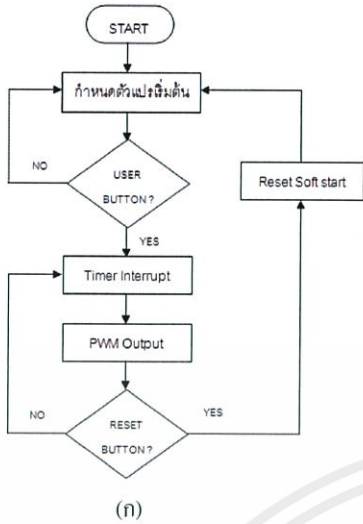 START
กำหนดตัวแปรเริ่มต้น
NO
USER
BUTTON ?
Reset Soft start
YES
Timer Interrupt
PWM Output
NO
RESET
BUTTON ?
YES
(ก)